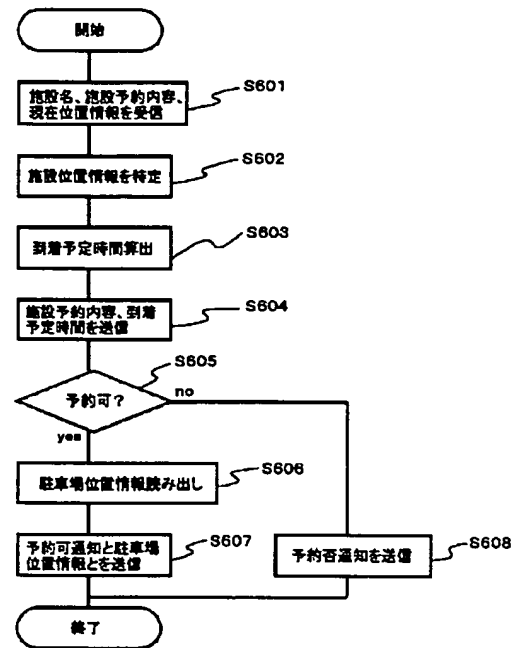 開始
施設名、施設予約内容、
現在位置情報を受信
S601
施設位置情報を特定
S602
到着予定時間算出
S603
施設予約内容、到着
予定時間を送信
S604
予約可?
S605
no
yes
駐車場位置情報読み出し
S606
予約可通知と駐車場
位置情報とを送信
S607
予約否通知を送信
S608
終了